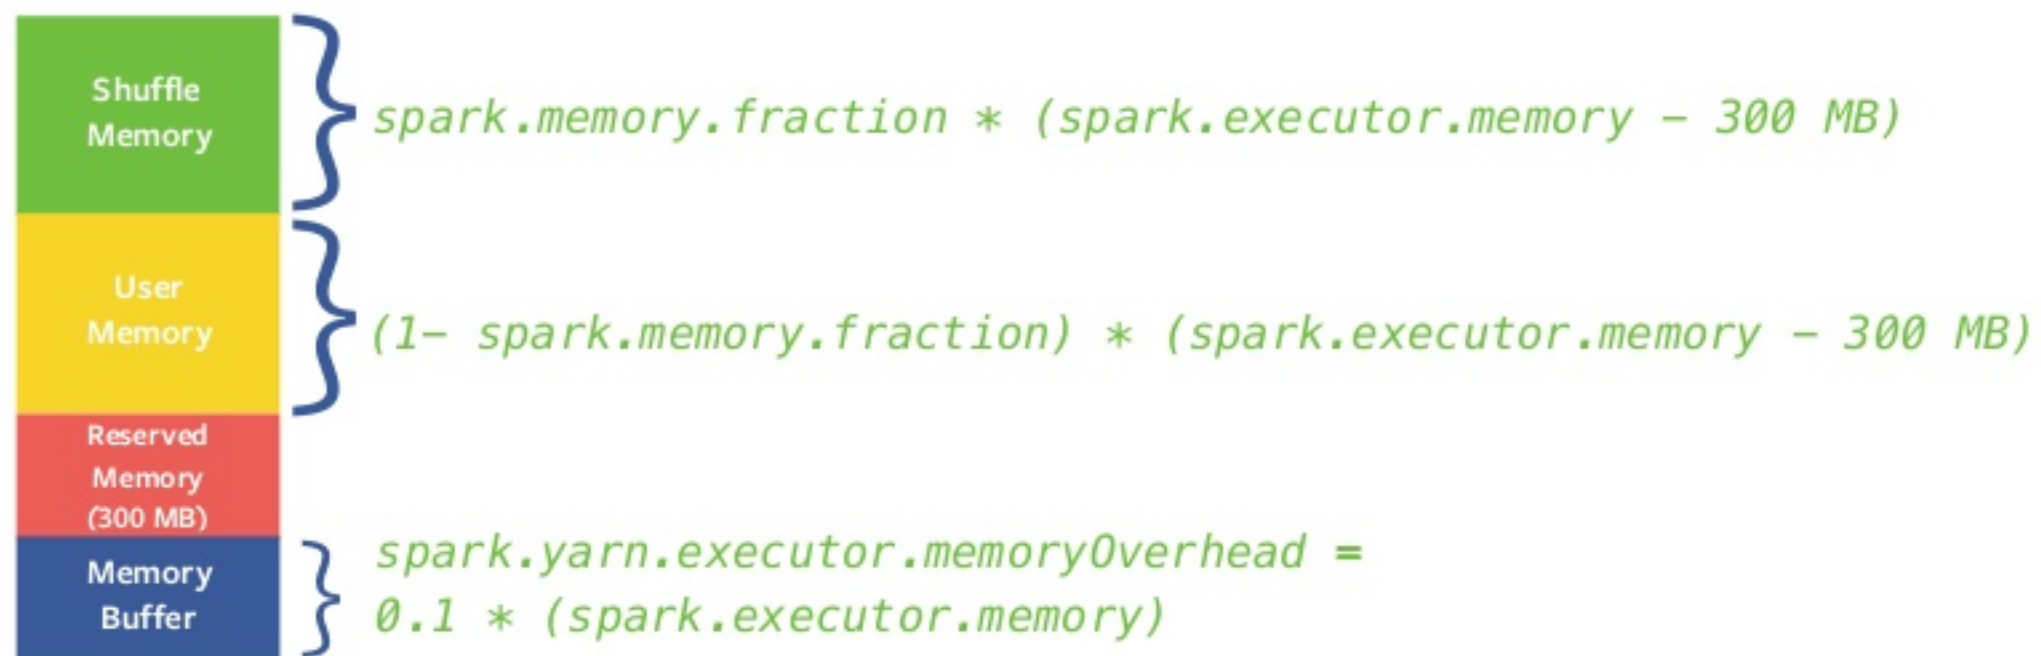 Shuffle
Memory
spark.memory.fraction * (spark.executor.memory – 300 MB)
User
Memory
(1– spark.memory.fraction) * (spark.executor.memory – 300 MB)
Reserved
Memory
(300 MB)
Memory
Buffer
spark.yarn.executor.memoryOverhead =
0.1 * (spark.executor.memory)